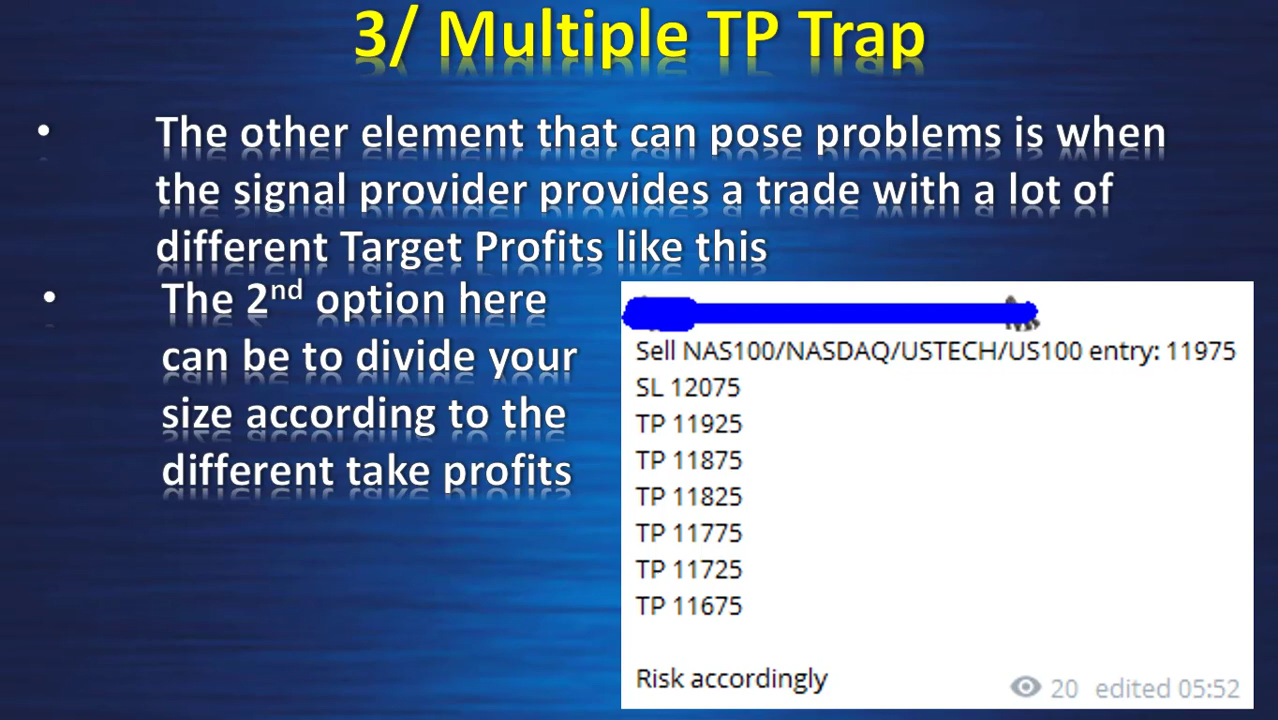 3/ Multiple TP Trap
• The other element that can pose problems is when
the signal provider provides a trade with a lot of
different Target Profits like this
• The 2nd option here
can be to divide your
size according to the
different take profits
Sell NAS100/NASDAQ/USTECH/US100 entry: 11975
SL 12075
TP 11925
TP 11875
TP 11825
TP 11775
TP 11725
TP 11675
Risk accordingly
20 edited 05:52